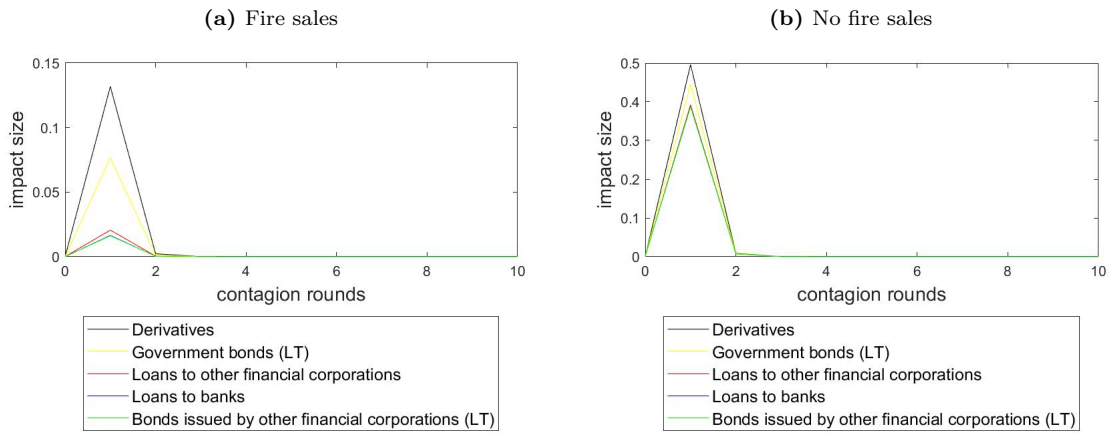 (a) Fire sales
0.15
0.1
0.05
0
impact size
0 2 4 6 8 10
contagion rounds
Derivatives
Government bonds (LT)
Loans to other financial corporations
Loans to banks
Bonds issued by other financial corporations (LT)
(b) No fire sales
0.5
0.4
0.3
0.2
0.1
0
impact size
0 2 4 6 8 10
contagion rounds
Derivatives
Government bonds (LT)
Loans to other financial corporations
Loans to banks
Bonds issued by other financial corporations (LT)